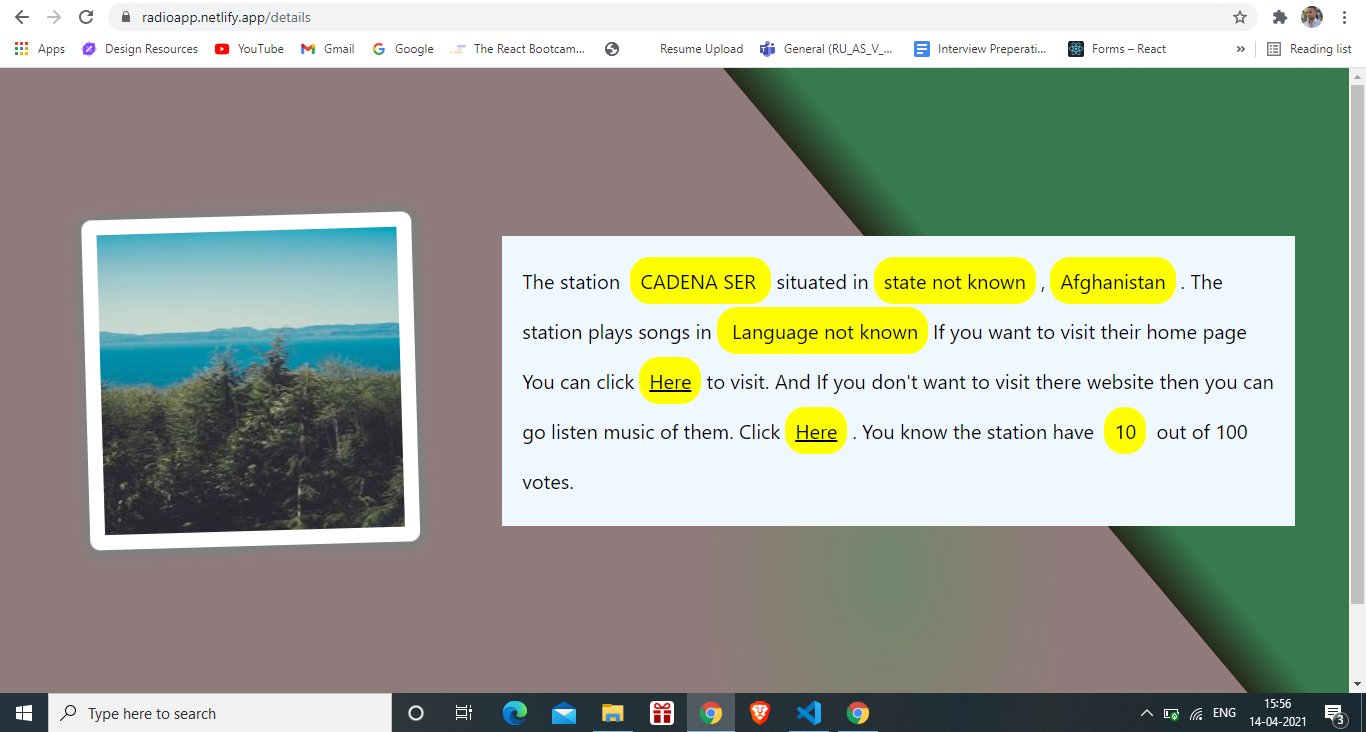 radioapp.netlify.app/details
Apps Design Resources YouTube Gmail Google The React Bootcam... Resume Upload General (RU_AS_V_... Interview Preperati... Forms – React » Reading list
The station CADENA SER situated in state not known , Afghanistan . The
station plays songs in Language not known If you want to visit their home page
You can click Here to visit. And If you don't want to visit there website then you can
go listen music of them. Click Here . You know the station have 10 out of 100
votes.
Type here to search
ENG
15:56
14-04-2021
3